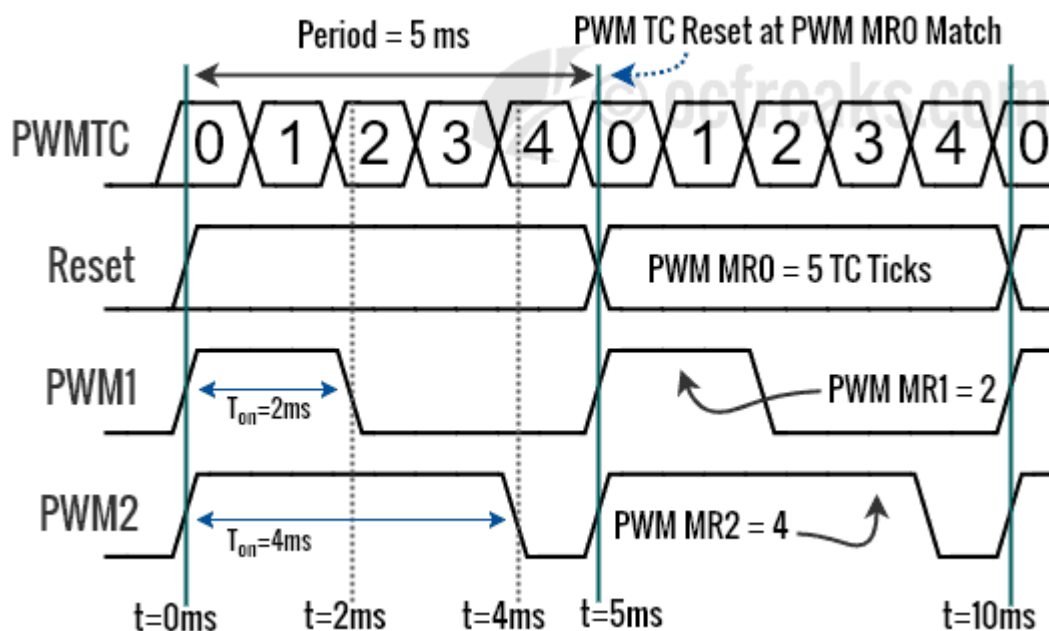 Period = 5 ms
PWM TC Reset at PWM MR0 Match
© ocfreaks.com
PWMTC
0 1 2 3 4 0 1 2 3 4 0
Reset
PWM MR0 = 5 TC Ticks
PWM1
Ton=2ms
PWM MR1 = 2
PWM2
Ton=4ms
PWM MR2 = 4
t=0ms t=2ms t=4ms t=5ms t=10ms